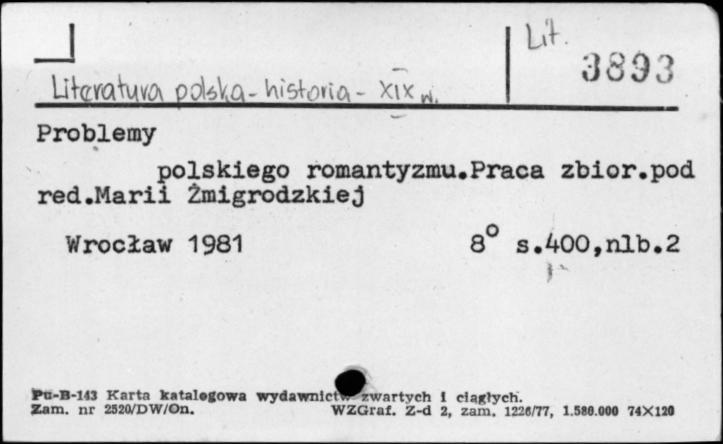 Lit.
3893
Literatura polska - historia - XIX w.
Problemy
polskiego romantyzmu.Praca zbior.pod
red.Marii Żmigrodzkiej
Wrocław 1981 8° s.400,nlb.2
Pu-B-143 Karta katalogowa wydawnictw zwartych i ciągłych.
Zam. nr 2520/DW/On. WZGraf. Z-d 2, zam. 1226/77, 1.580.000 74X120